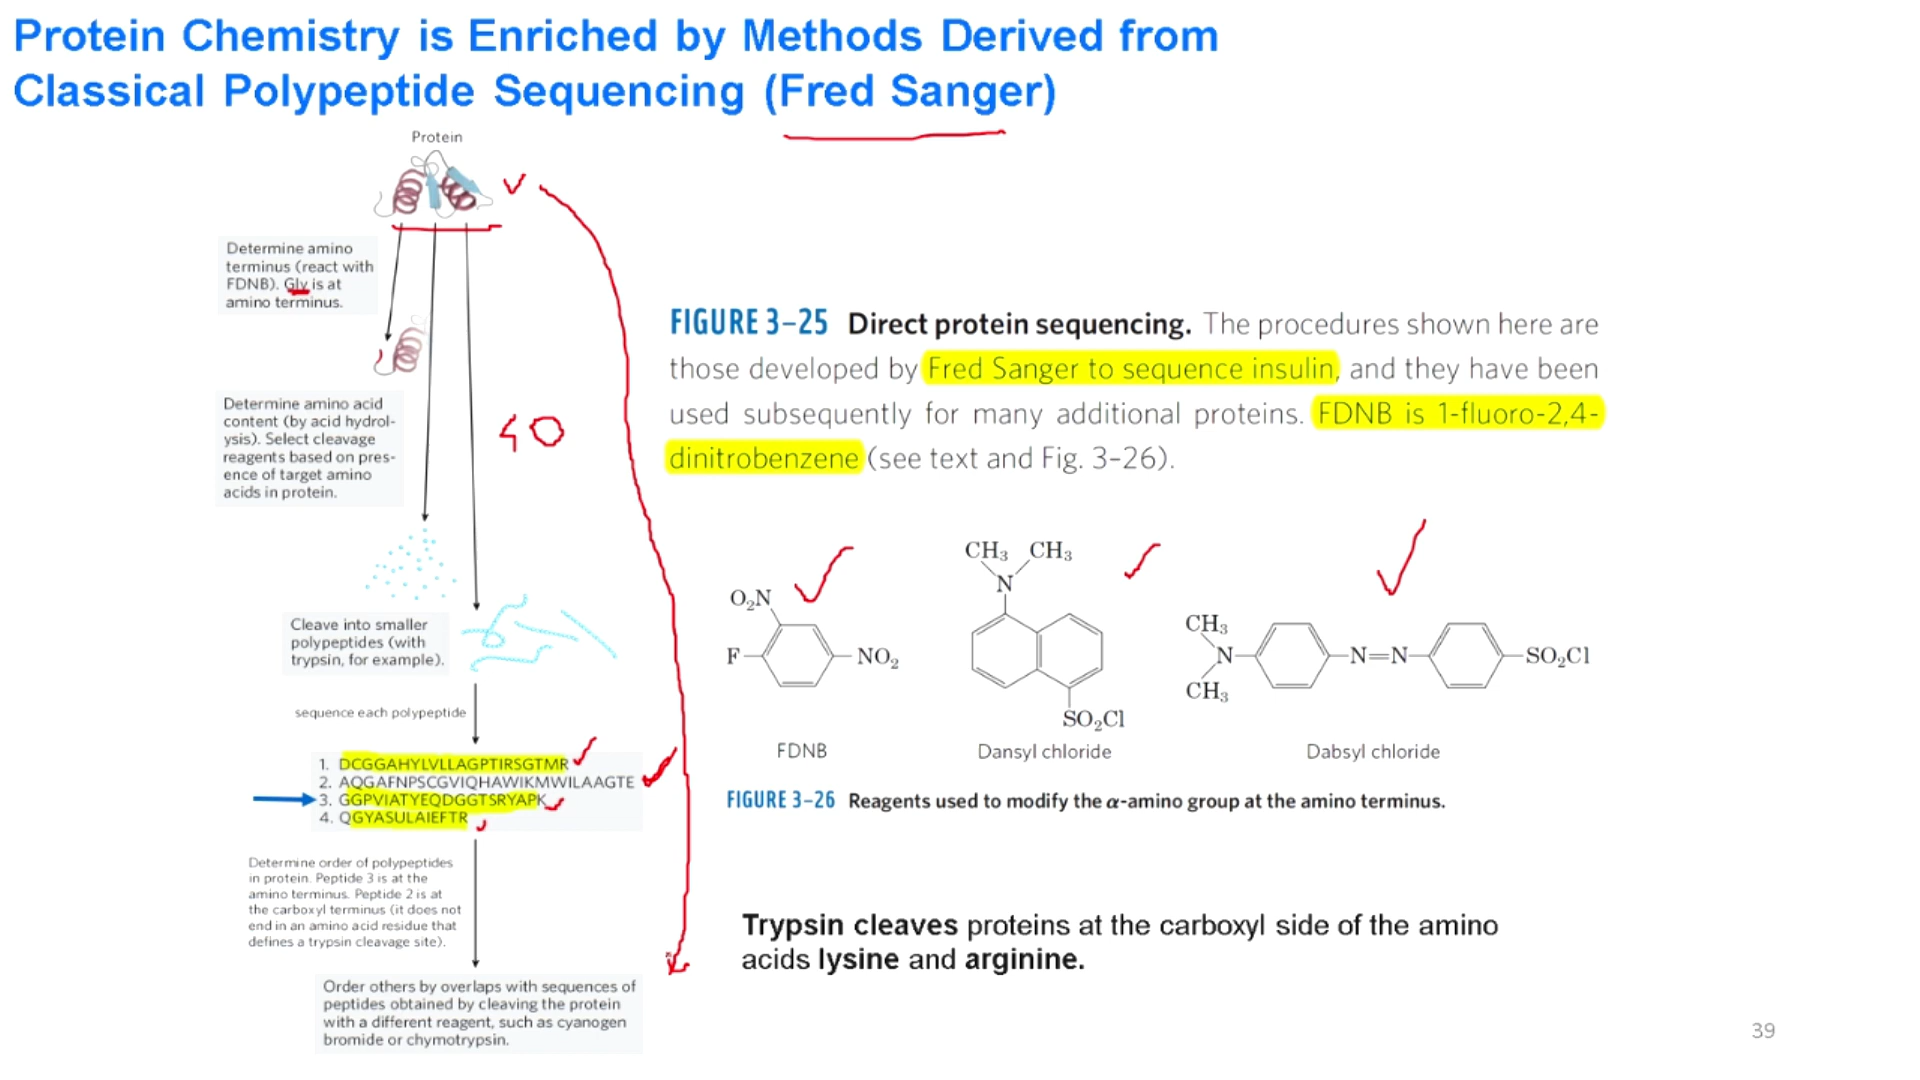 Protein Chemistry is Enriched by Methods Derived from
Classical Polypeptide Sequencing (Fred Sanger)
Protein
Determine amino
terminus (react with
FDNB). Gly is at
amino terminus.
Determine amino acid
content (by acid hydrol-
ysis). Select cleavage
reagents based on pres-
ence of target amino
acids in protein.
Cleave into smaller
polypeptides (with
trypsin, for example).
sequence each polypeptide
1. DCGGAHYLVLLAGPTIRSGTMR
2. AQGAFNPSCGVIQHAWIKMWILAAGTE
3. GGPVIATYEQDGGTSRYAPK
4. QGYASULAIEFTR
Determine order of polypeptides
in protein. Peptide 3 is at the
amino terminus. Peptide 2 is at
the carboxyl terminus (it does not
end in an amino acid residue that
defines a trypsin cleavage site).
Order others by overlaps with sequences of
peptides obtained by cleaving the protein
with a different reagent, such as cyanogen
bromide or chymotrypsin.
FIGURE 3–25 Direct protein sequencing. The procedures shown here are
those developed by Fred Sanger to sequence insulin, and they have been
used subsequently for many additional proteins. FDNB is 1-fluoro-2,4-
dinitrobenzene (see text and Fig. 3–26).
O₂N
F
NO₂
FDNB
CH₃ CH₃
N
SO₂Cl
Dansyl chloride
CH₃
N
CH₃
N=N
SO₂Cl
Dabsyl chloride
FIGURE 3–26 Reagents used to modify the α-amino group at the amino terminus.
Trypsin cleaves proteins at the carboxyl side of the amino
acids lysine and arginine.
39